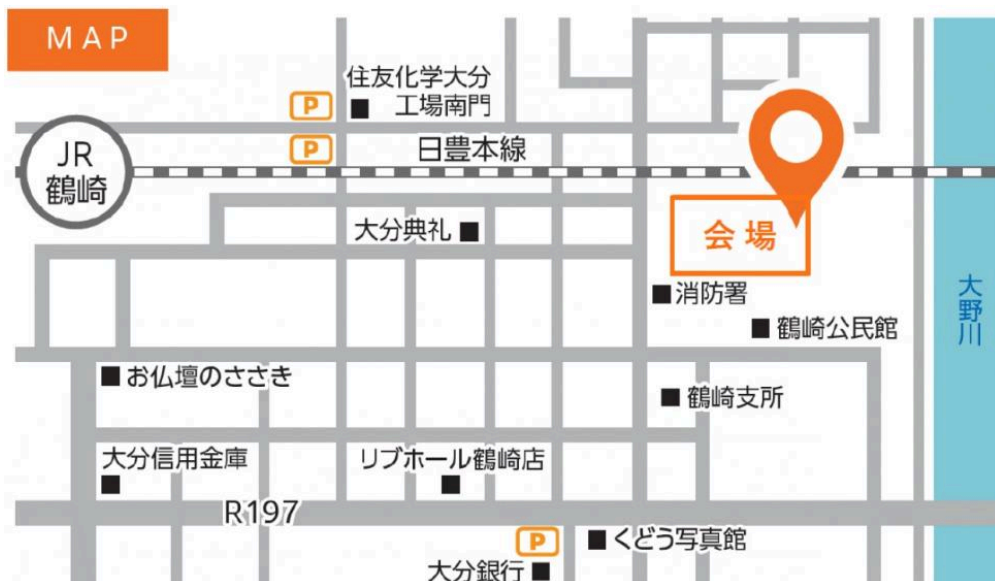 MAP
住友化学大分
工場南門
P
P
日豊本線
JR
鶴崎
大分典礼
会場
消防署
大野川
鶴崎公民館
お仏壇のささき
鶴崎支所
大分信用金庫
リブホール鶴崎店
R197
P
くどう写真館
大分銀行